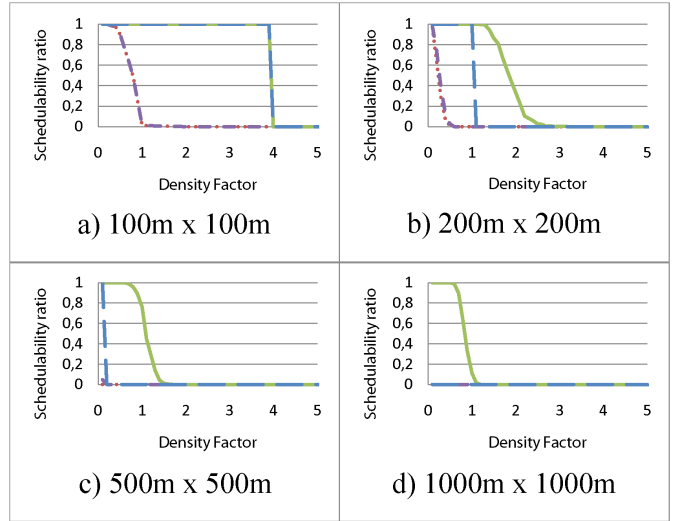 Schedulability ratio
1
0,8
0,6
0,4
0,2
0
0 1 2 3 4 5
Density Factor
a) 100m x 100m
Schedulability ratio
1
0,8
0,6
0,4
0,2
0
0 1 2 3 4 5
Density Factor
b) 200m x 200m
Schedulability ratio
1
0,8
0,6
0,4
0,2
0
0 1 2 3 4 5
Density Factor
c) 500m x 500m
Schedulability ratio
1
0,8
0,6
0,4
0,2
0
0 1 2 3 4 5
Density Factor
d) 1000m x 1000m